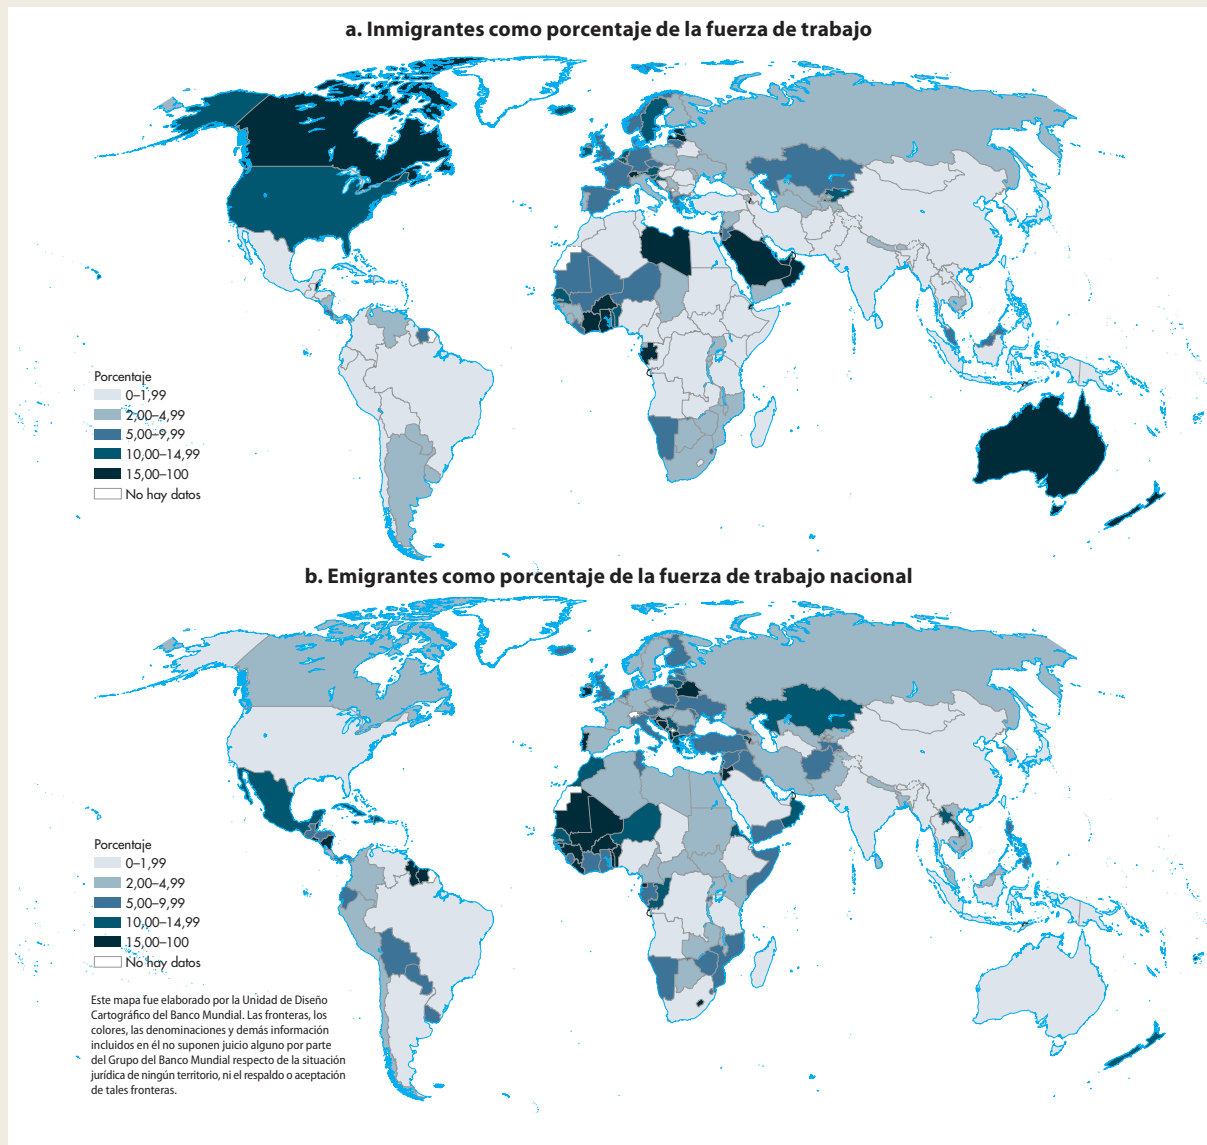 a. Inmigrantes como porcentaje de la fuerza de trabajo
Porcentaje
0–1,99
2,00–4,99
5,00–9,99
10,00–14,99
15,00–100
No hay datos
b. Emigrantes como porcentaje de la fuerza de trabajo nacional
Porcentaje
0–1,99
2,00–4,99
5,00–9,99
10,00–14,99
15,00–100
No hay datos
Este mapa fue elaborado por la Unidad de Diseño
Cartográfico del Banco Mundial. Las fronteras, los
colores, las denominaciones y demás información
incluidos en él no suponen juicio alguno por parte
del Grupo del Banco Mundial respecto de la situación
jurídica de ningún territorio, ni el respaldo o aceptación
de tales fronteras.